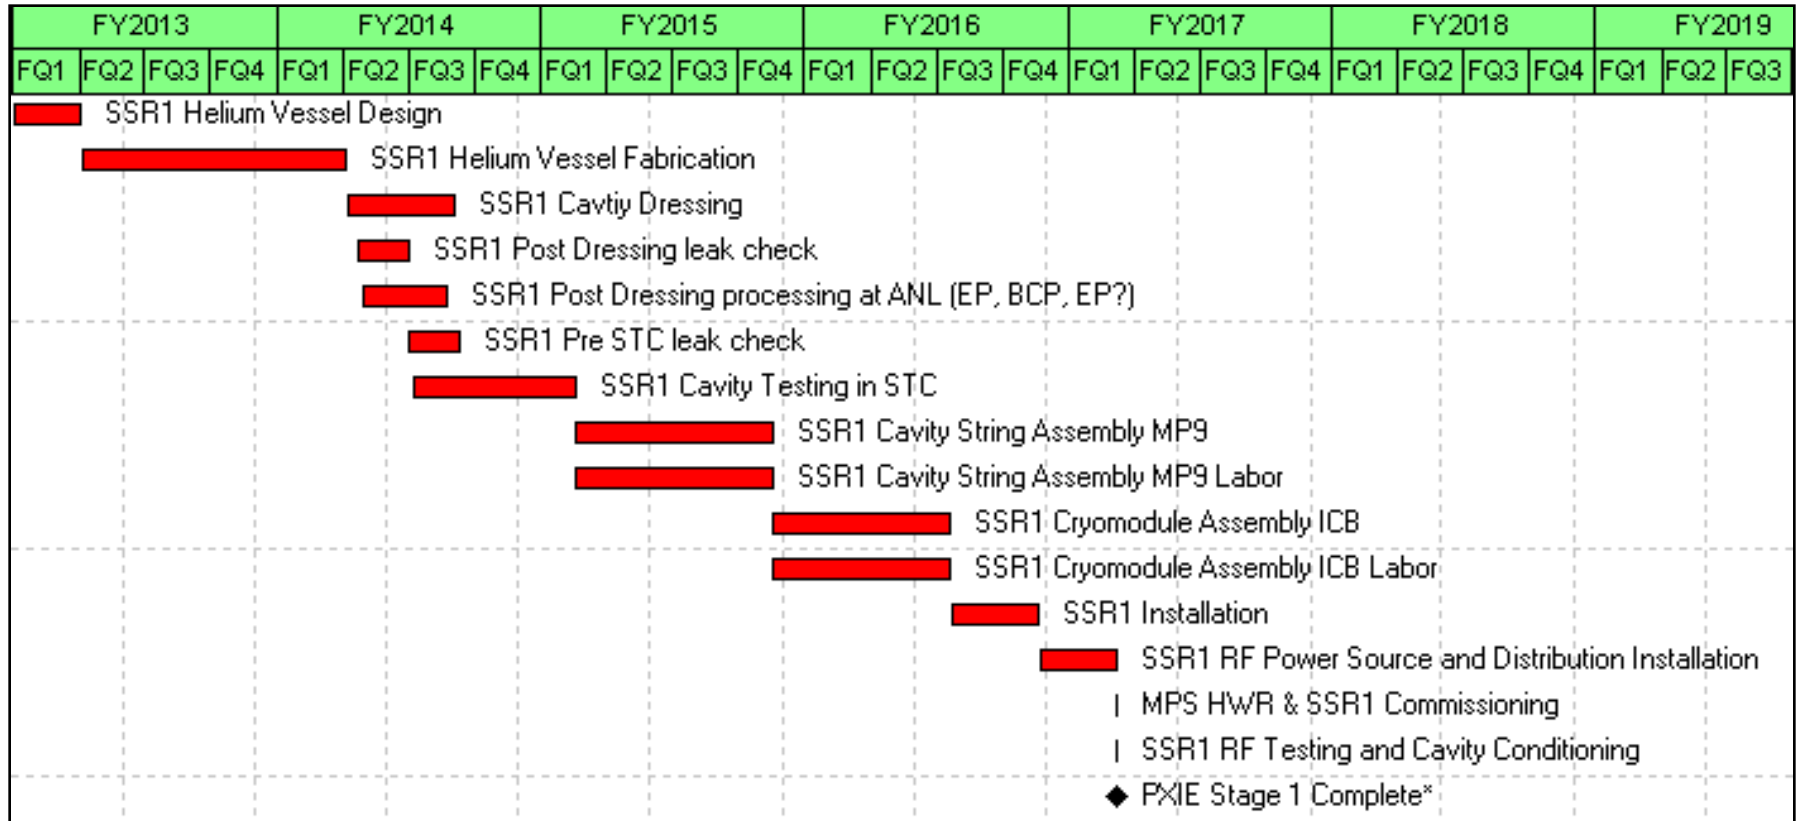 FY2013 FY2014 FY2015 FY2016 FY2017 FY2018 FY2019
FQ1 FQ2 FQ3 FQ4 FQ1 FQ2 FQ3 FQ4 FQ1 FQ2 FQ3 FQ4 FQ1 FQ2 FQ3 FQ4 FQ1 FQ2 FQ3 FQ4 FQ1 FQ2 FQ3 FQ4 FQ1 FQ2 FQ3
SSR1 Helium Vessel Design
SSR1 Helium Vessel Fabrication
SSR1 Cavtiy Dressing
SSR1 Post Dressing leak check
SSR1 Post Dressing processing at ANL (EP, BCP, EP?)
SSR1 Pre STC leak check
SSR1 Cavity Testing in STC
SSR1 Cavity String Assembly MP9
SSR1 Cavity String Assembly MP9 Labor
SSR1 Cryomodule Assembly ICB
SSR1 Cryomodule Assembly ICB Labor
SSR1 Installation
SSR1 RF Power Source and Distribution Installation
MPS HWR & SSR1 Commissioning
SSR1 RF Testing and Cavity Conditioning
PXIE Stage 1 Complete*